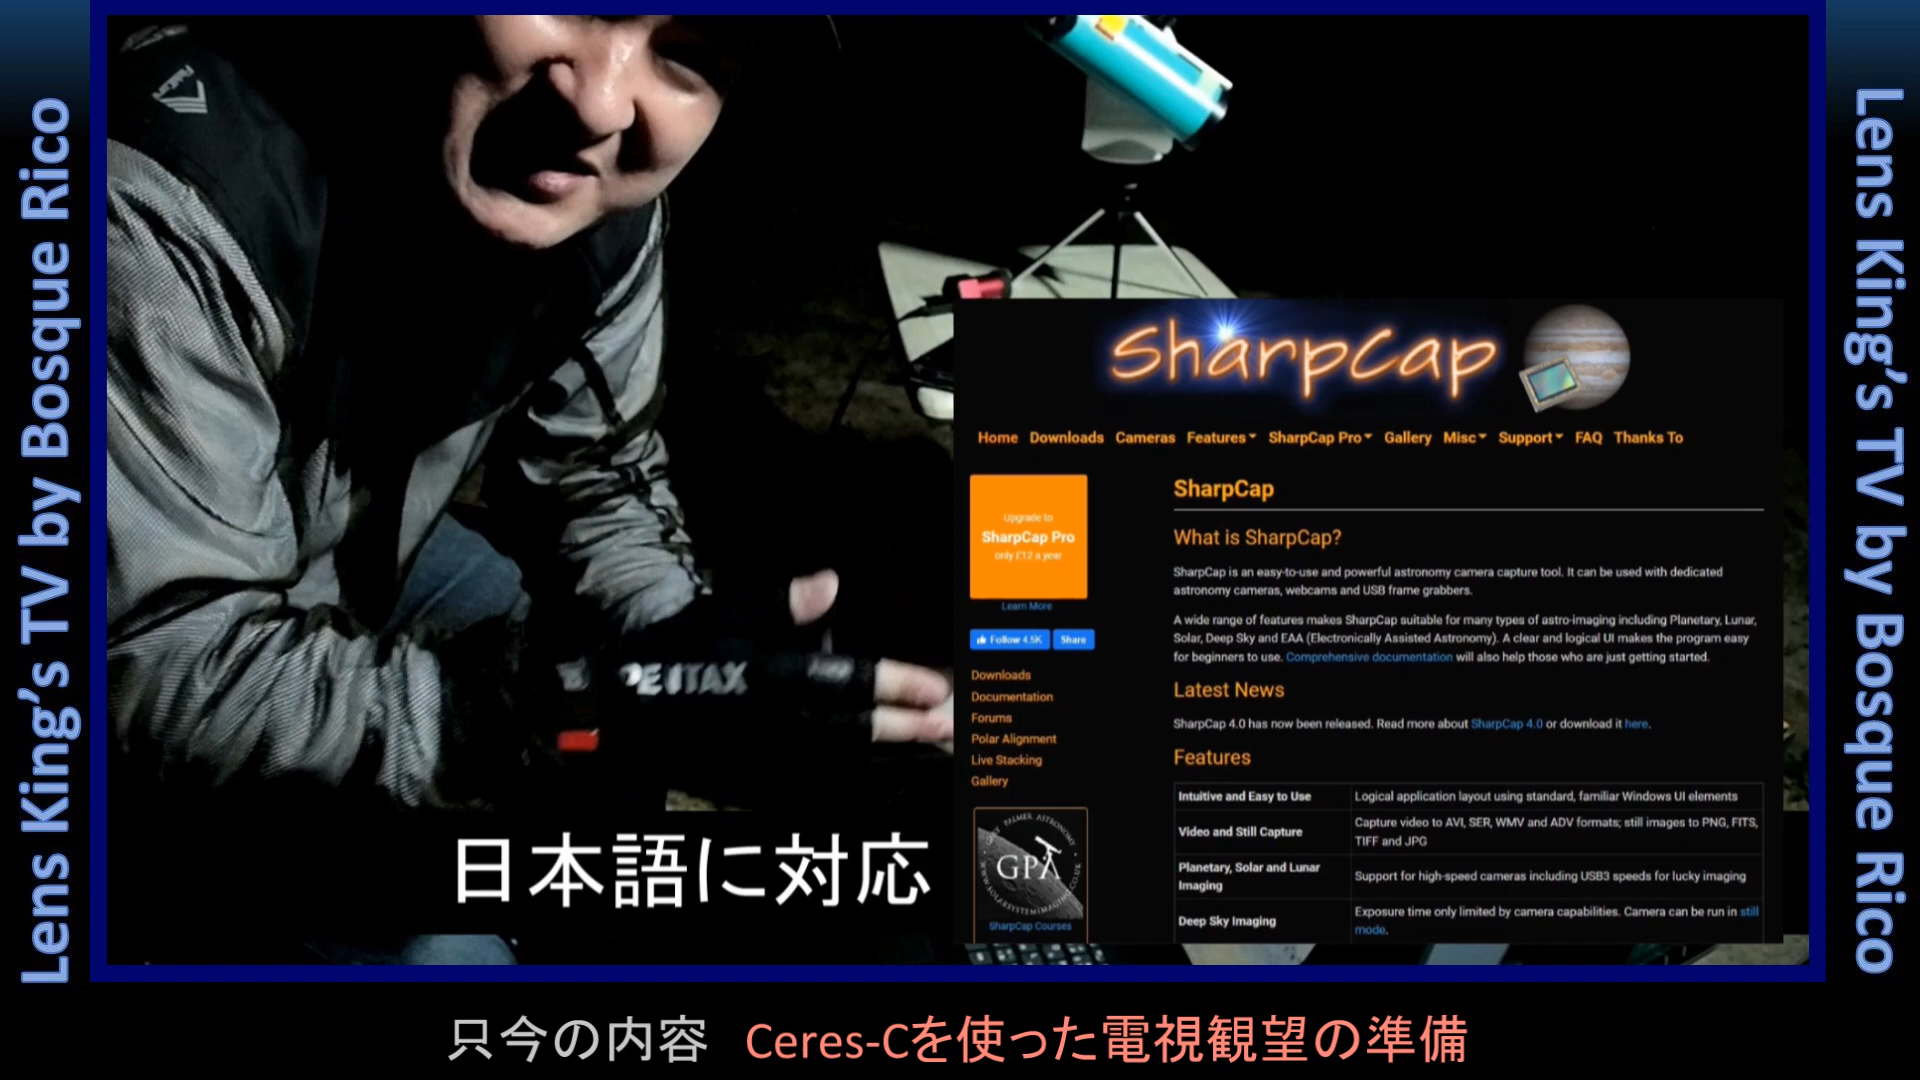 Lens King's TV by Bosque Rico
PENTAX
日本語に対応
SharpCap
Home Downloads Cameras Features SharpCap Pro Gallery Misc Support FAQ Thanks To
Upgrade to
SharpCap Pro
only £12 a year
Learn More
Follow 4.5K Share
Downloads
Documentation
Forums
Polar Alignment
Live Stacking
Gallery
GPA
SharpCap Courses
SharpCap
What is SharpCap?
SharpCap is an easy-to-use and powerful astronomy camera capture tool. It can be used with dedicated
astronomy cameras, webcams and USB frame grabbers.
A wide range of features makes SharpCap suitable for many types of astro-imaging including Planetary, Lunar,
Solar, Deep Sky and EAA (Electronically Assisted Astronomy). A clear and logical UI makes the program easy
for beginners to use. Comprehensive documentation will also help those who are just getting started.
Latest News
SharpCap 4.0 has now been released. Read more about SharpCap 4.0 or download it here.
Features
Intuitive and Easy to Use Logical application layout using standard, familiar Windows UI elements
Video and Still Capture Capture video to AVI, SER, WMV and ADV formats; still images to PNG, FITS,
TIFF and JPG
Planetary, Solar and Lunar
Imaging Support for high-speed cameras including USB3 speeds for lucky imaging
Deep Sky Imaging Exposure time only limited by camera capabilities. Camera can be run in still
mode.
Lens King's TV by Bosque Rico
只今の内容 Ceres-Cを使った電視観望の準備